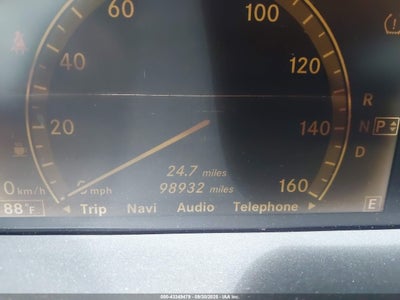 60
100
40
120
R
20
140
N
P
D
24.7 miles
0 km/h
0 mph
98932 miles
160
88°F
Trip
Navi
Audio
Telephone
E